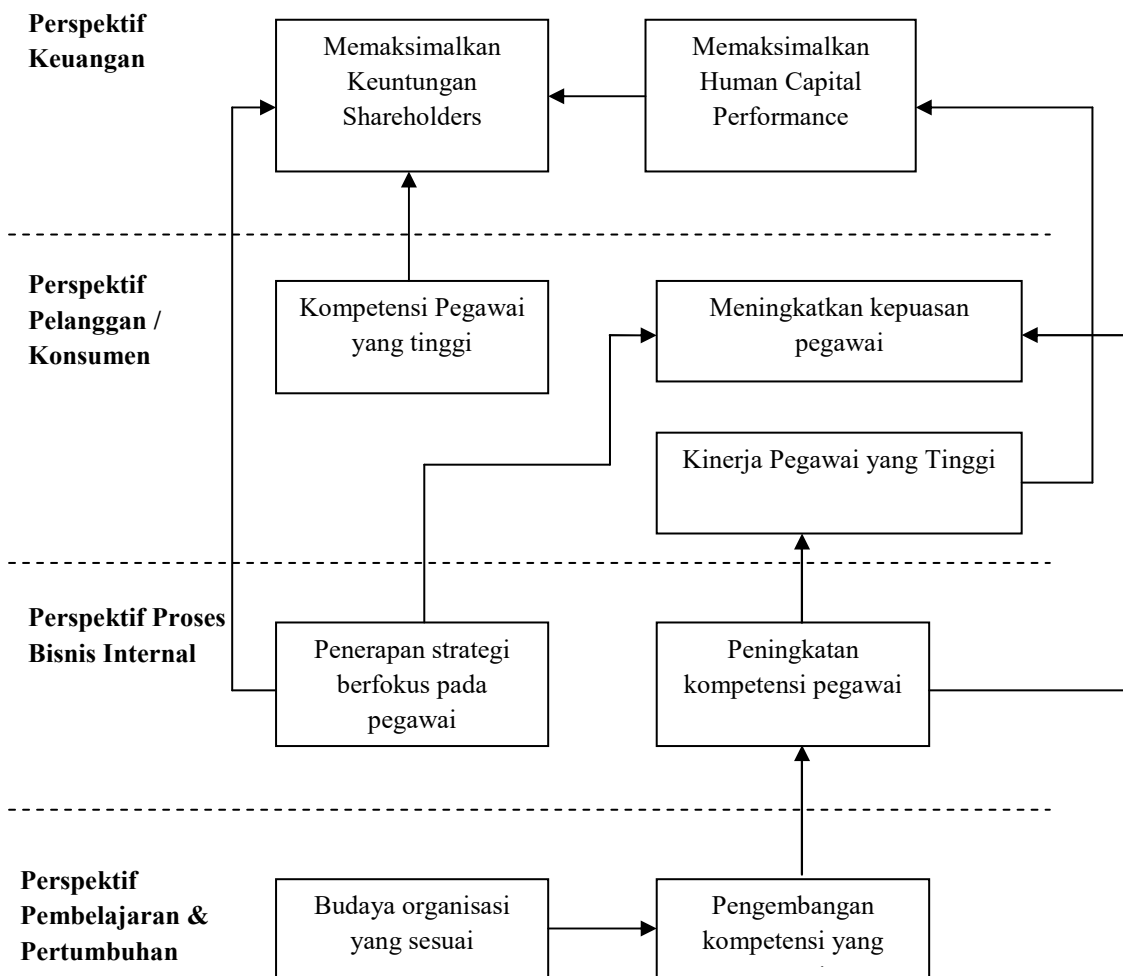 Perspektif
Keuangan
Memaksimalkan
Keuntungan
Shareholders
Memaksimalkan
Human Capital
Performance
Perspektif
Pelanggan /
Konsumen
Kompetensi Pegawai
yang tinggi
Meningkatkan kepuasan
pegawai
Kinerja Pegawai yang Tinggi
Perspektif Proses
Bisnis Internal
Penerapan strategi
berfokus pada
pegawai
Peningkatan
kompetensi pegawai
Perspektif
Pembelajaran &
Pertumbuhan
Budaya organisasi
yang sesuai
Pengembangan
kompetensi yang